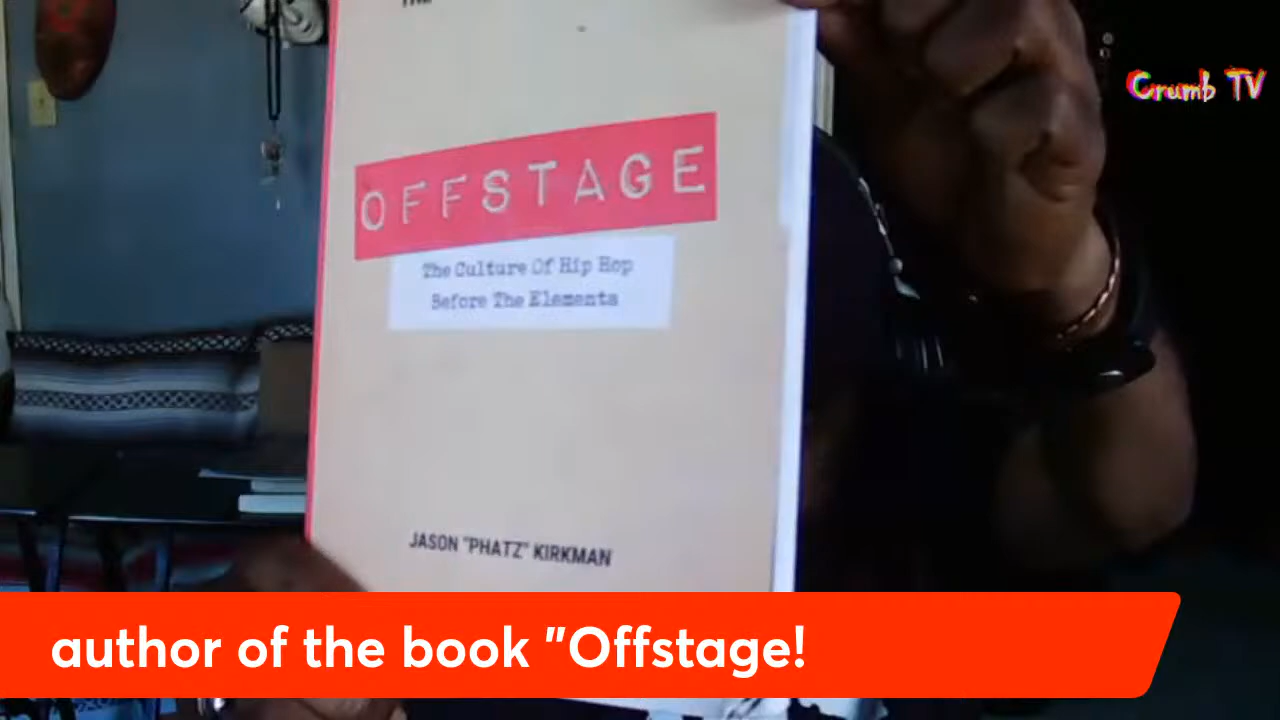 Crumb TV
OFFSTAGE
The Culture Of Hip Hop
Before The Elements
JASON "PHATZ" KIRKMAN
author of the book "Offstage!